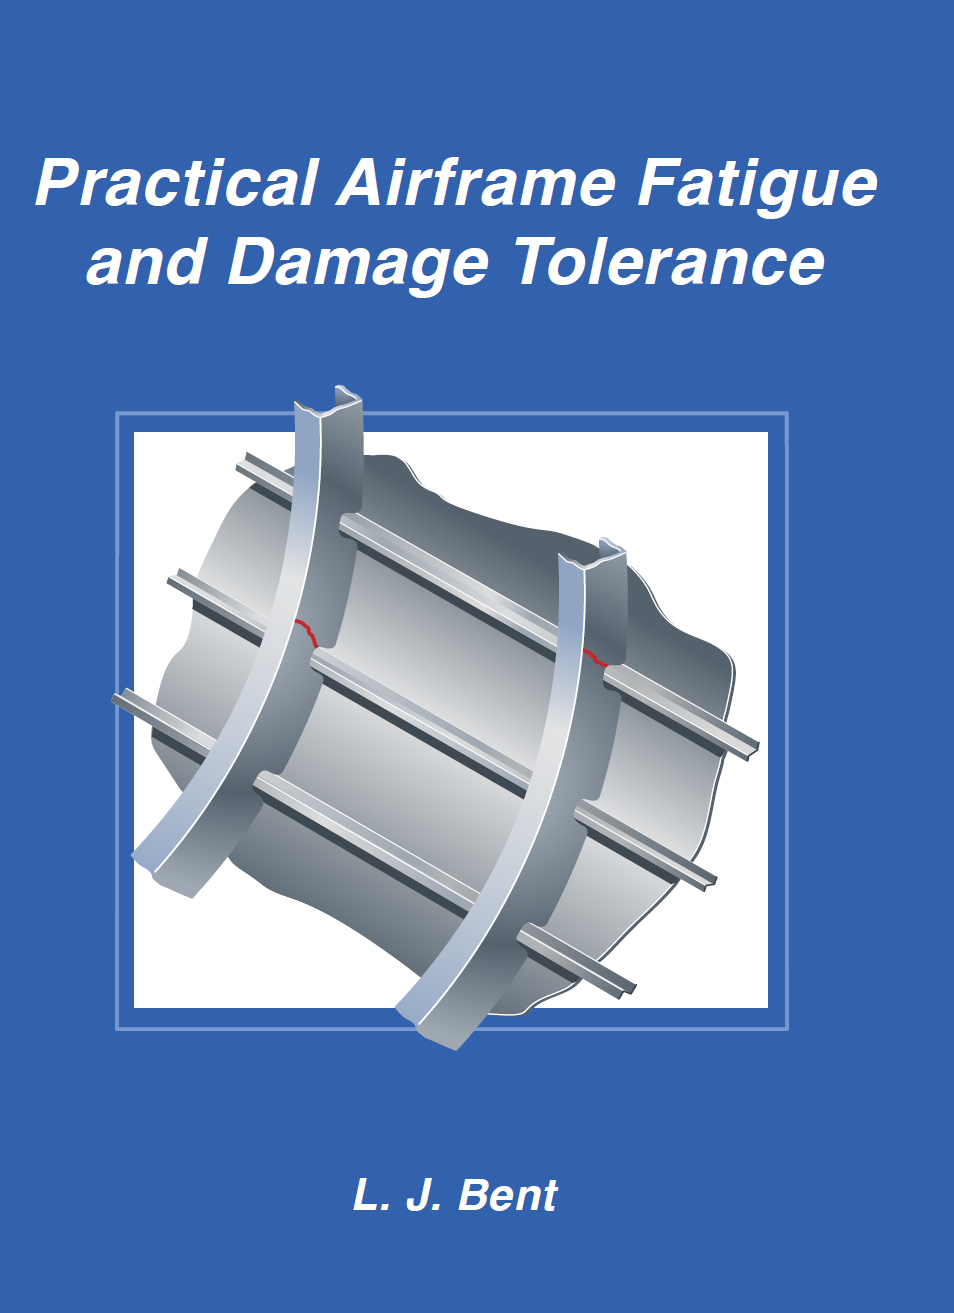 Practical Airframe Fatigue
and Damage Tolerance
L. J. Bent